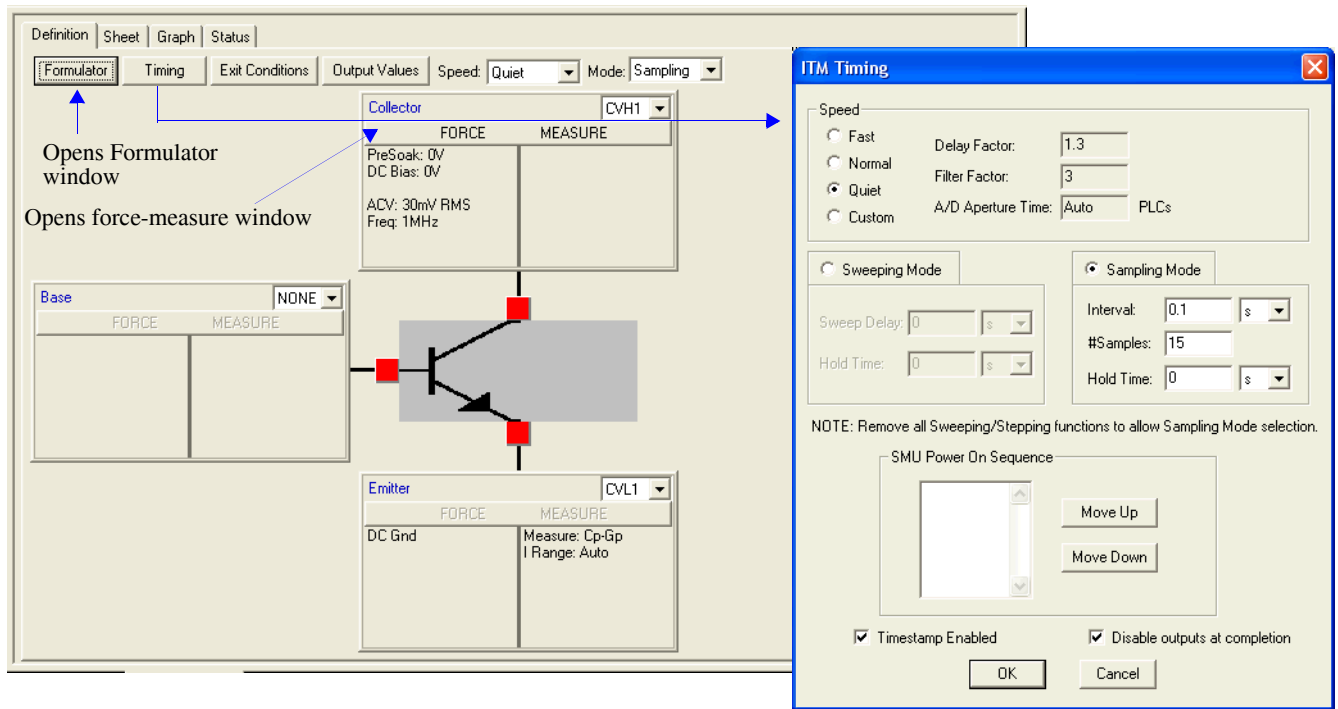 Definition Sheet Graph Status
Formulator Timing Exit Conditions Output Values Speed: Quiet Mode: Sampling
Opens Formulator
window
Opens force-measure window
Collector CVH1
FORCE MEASURE
PreSoak: 0V
DC Bias: 0V
ACV: 30mV RMS
Freq: 1MHz
Base NONE
FORCE MEASURE
Emitter CVL1
FORCE MEASURE
DC Gnd Measure: Cp-Gp
I Range: Auto
ITM Timing
Speed
Fast Delay Factor: 1.3
Normal Filter Factor: 3
Quiet
Custom A/D Aperture Time: Auto PLCs
Sweeping Mode
Sweep Delay: 0 s
Hold Time: 0 s
Sampling Mode
Interval: 0.1 s
#Samples: 15
Hold Time: 0 s
NOTE: Remove all Sweeping/Stepping functions to allow Sampling Mode selection.
SMU Power On Sequence
Move Up
Move Down
Timestamp Enabled Disable outputs at completion
OK Cancel